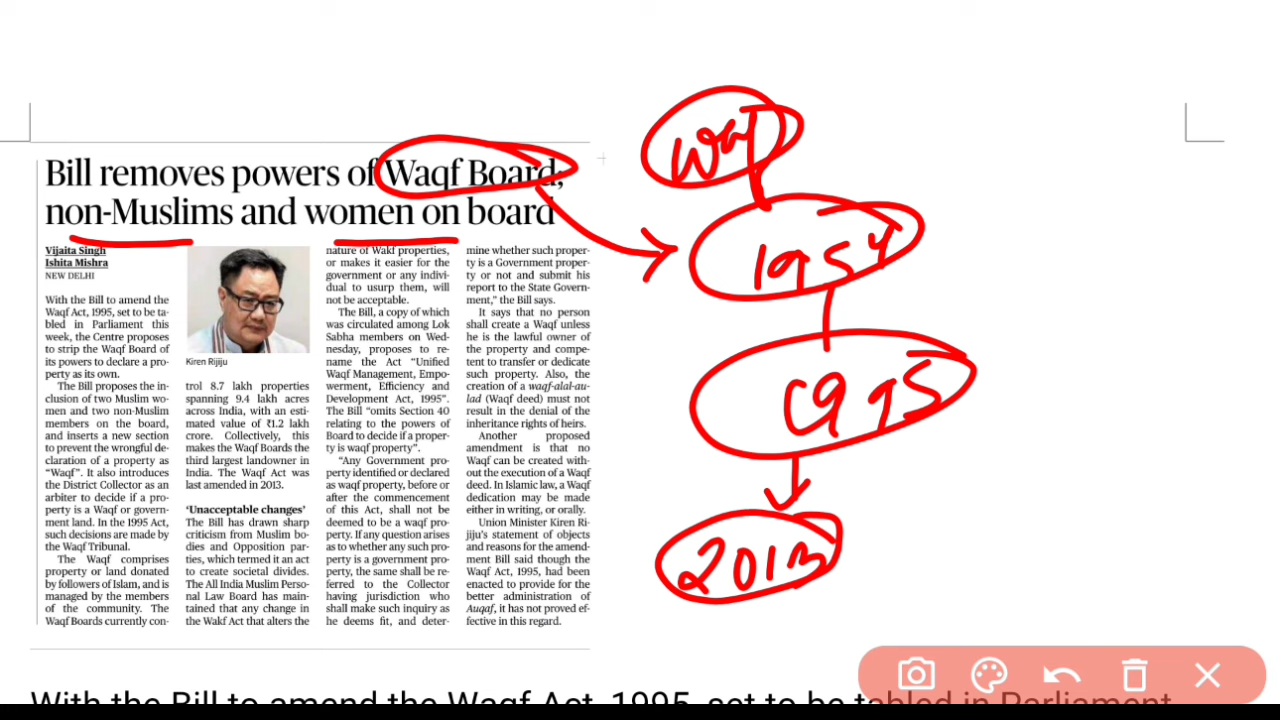 Bill removes powers of Waqf Board;
non-Muslims and women on board
Vijaita Singh
Ishita Mishra
NEW DELHI
With the Bill to amend the
Waqf Act, 1995, set to be ta-
bled in Parliament this
week, the Centre proposes
to strip the Waqf Board of
its powers to declare a pro-
perty as its own.
The Bill proposes the in-
clusion of two Muslim wo-
men and two non-Muslim
members on the board,
and inserts a new section
to prevent the wrongful de-
claration of a property as
“Waqf”. It also introduces
the District Collector as an
arbiter to decide if a pro-
perty is a Waqf or govern-
ment land. In the 1995 Act,
such decisions are made by
the Waqf Tribunal.
The Waqf comprises
property or land donated
by followers of Islam, and is
managed by the members
of the community. The
Waqf Boards currently con-
Kiren Rijiju
trol 8.7 lakh properties
spanning 9.4 lakh acres
across India, with an esti-
mated value of ₹1.2 lakh
crore. Collectively, this
makes the Waqf Boards the
third largest landowner in
India. The Waqf Act was
last amended in 2013.
‘Unacceptable changes’
The Bill has drawn sharp
criticism from Muslim bo-
dies and Opposition par-
ties, which termed it an act
to create societal divides.
The All India Muslim Perso-
nal Law Board has main-
tained that any change in
the Wakf Act that alters the
nature of Wakf properties,
or makes it easier for the
government or any indivi-
dual to usurp them, will
not be acceptable.
The Bill, a copy of which
was circulated among Lok
Sabha members on Wed-
nesday, proposes to re-
name the Act “Unified
Waqf Management, Empo-
werment, Efficiency and
Development Act, 1995”.
The Bill “omits Section 40
relating to the powers of
Board to decide if a proper-
ty is waqf property”.
“Any Government pro-
perty identified or declared
as waqf property, before or
after the commencement
of this Act, shall not be
deemed to be a waqf pro-
perty. If any question arises
as to whether any such pro-
perty is a government pro-
perty, the same shall be re-
ferred to the Collector
having jurisdiction who
shall make such inquiry as
he deems fit, and deter-
mine whether such proper-
ty is a Government proper-
ty or not and submit his
report to the State Govern-
ment,” the Bill says.
It says that no person
shall create a Waqf unless
he is the lawful owner of
the property and compe-
tent to transfer or dedicate
such property. Also, the
creation of a waqf-alal-au-
lad (Waqf deed) must not
result in the denial of the
inheritance rights of heirs.
Another proposed
amendment is that no
Waqf can be created with-
out the execution of a Waqf
deed. In Islamic law, a Waqf
dedication may be made
either in writing, or orally.
Union Minister Kiren Ri-
jiju’s statement of objects
and reasons for the amend-
ment Bill said though the
Waqf Act, 1995, had been
enacted to provide for the
better administration of
Auqaf, it has not proved ef-
fective in this regard.
waqf
1954
1995
2013
With the Bill to amend the Waqf Act, 1995, set to be tabled in Parliament